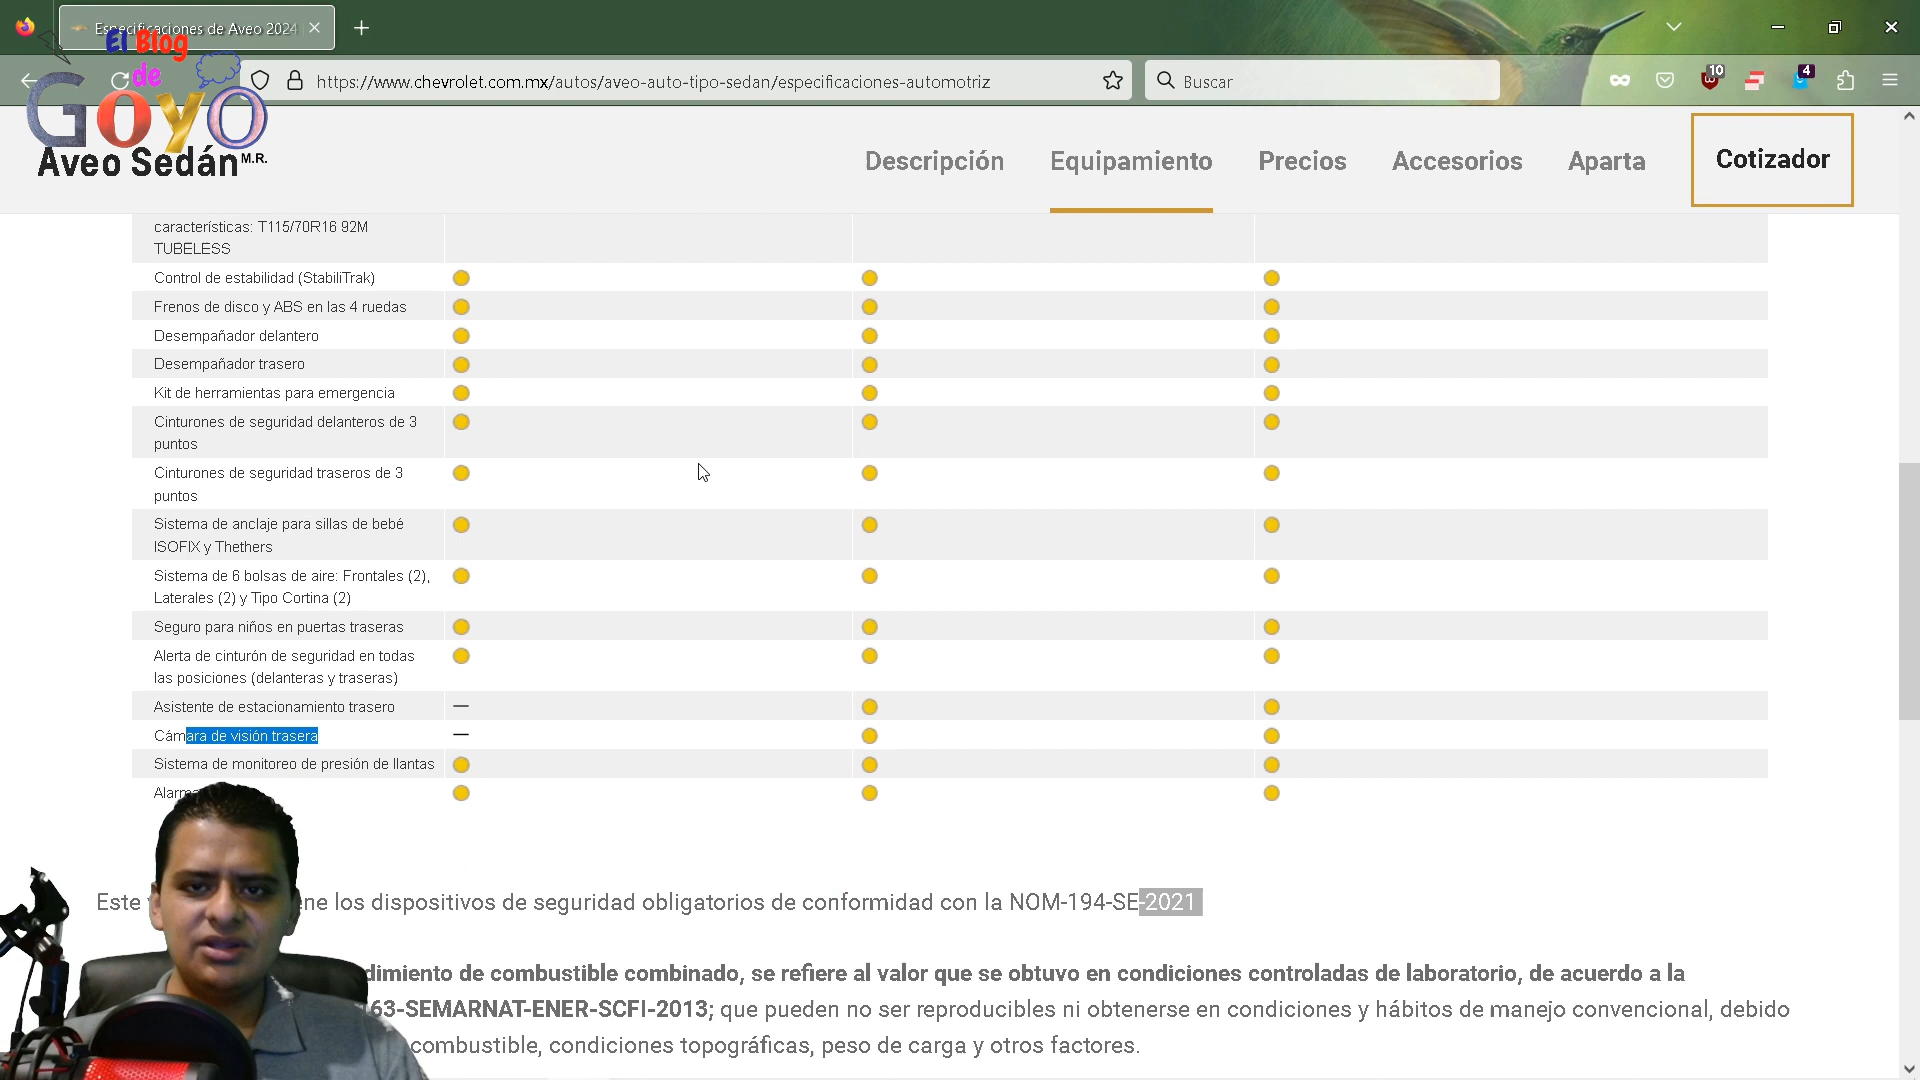 Especificaciones de Aveo 2024
El Blog
de
GOYO
M.R.
10
4
https://www.chevrolet.com.mx/autos/aveo-auto-tipo-sedan/especificaciones-automotriz
Buscar
Aveo Sedán
Descripción
Equipamiento
Precios
Accesorios
Aparta
Cotizador
características: T115/70R16 92M
TUBELESS
Control de estabilidad (StabiliTrak)
Frenos de disco y ABS en las 4 ruedas
Desempañador delantero
Desempañador trasero
Kit de herramientas para emergencia
Cinturones de seguridad delanteros de 3
puntos
Cinturones de seguridad traseros de 3
puntos
Sistema de anclaje para sillas de bebé
ISOFIX y Thethers
Sistema de 6 bolsas de aire: Frontales (2),
Laterales (2) y Tipo Cortina (2)
Seguro para niños en puertas traseras
Alerta de cinturón de seguridad en todas
las posiciones (delanteras y traseras)
Asistente de estacionamiento trasero
—
Cámara de visión trasera
—
Sistema de monitoreo de presión de llantas
Alarma
Este ne los dispositivos de seguridad obligatorios de conformidad con la NOM-194-SE-2021
dimiento de combustible combinado, se refiere al valor que se obtuvo en condiciones controladas de laboratorio, de acuerdo a la
163-SEMARNAT-ENER-SCFI-2013; que pueden no ser reproducibles ni obtenerse en condiciones y hábitos de manejo convencional, debido
combustible, condiciones topográficas, peso de carga y otros factores.